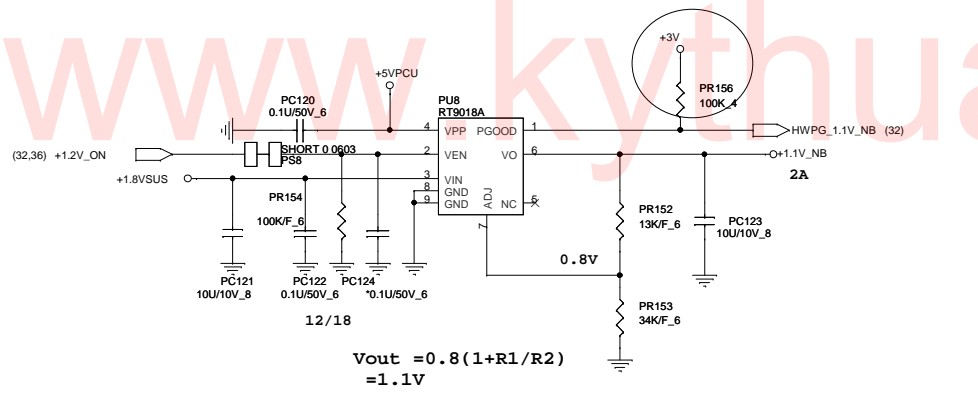 www.kythua
+3V
+5VPCU
PR156
100K_4
PC120
0.1U/50V_6
PU8
RT9018A
4 VPP PGOOD 1
HWPG_1.1V_NB (32)
(32,36) +1.2V_ON
SHORT 0 0603
PS8
2 VEN VO 6
+1.1V_NB
2A
+1.8VSUS
3 VIN
8 GND
9 GND
ADJ
NC 5
7
PR154
100K/F_6
PR152
13K/F_6
PC123
10U/10V_8
0.8V
PC121
10U/10V_8
PC122
0.1U/50V_6
PC124
*0.1U/50V_6
PR153
34K/F_6
12/18
Vout =0.8(1+R1/R2)
=1.1V